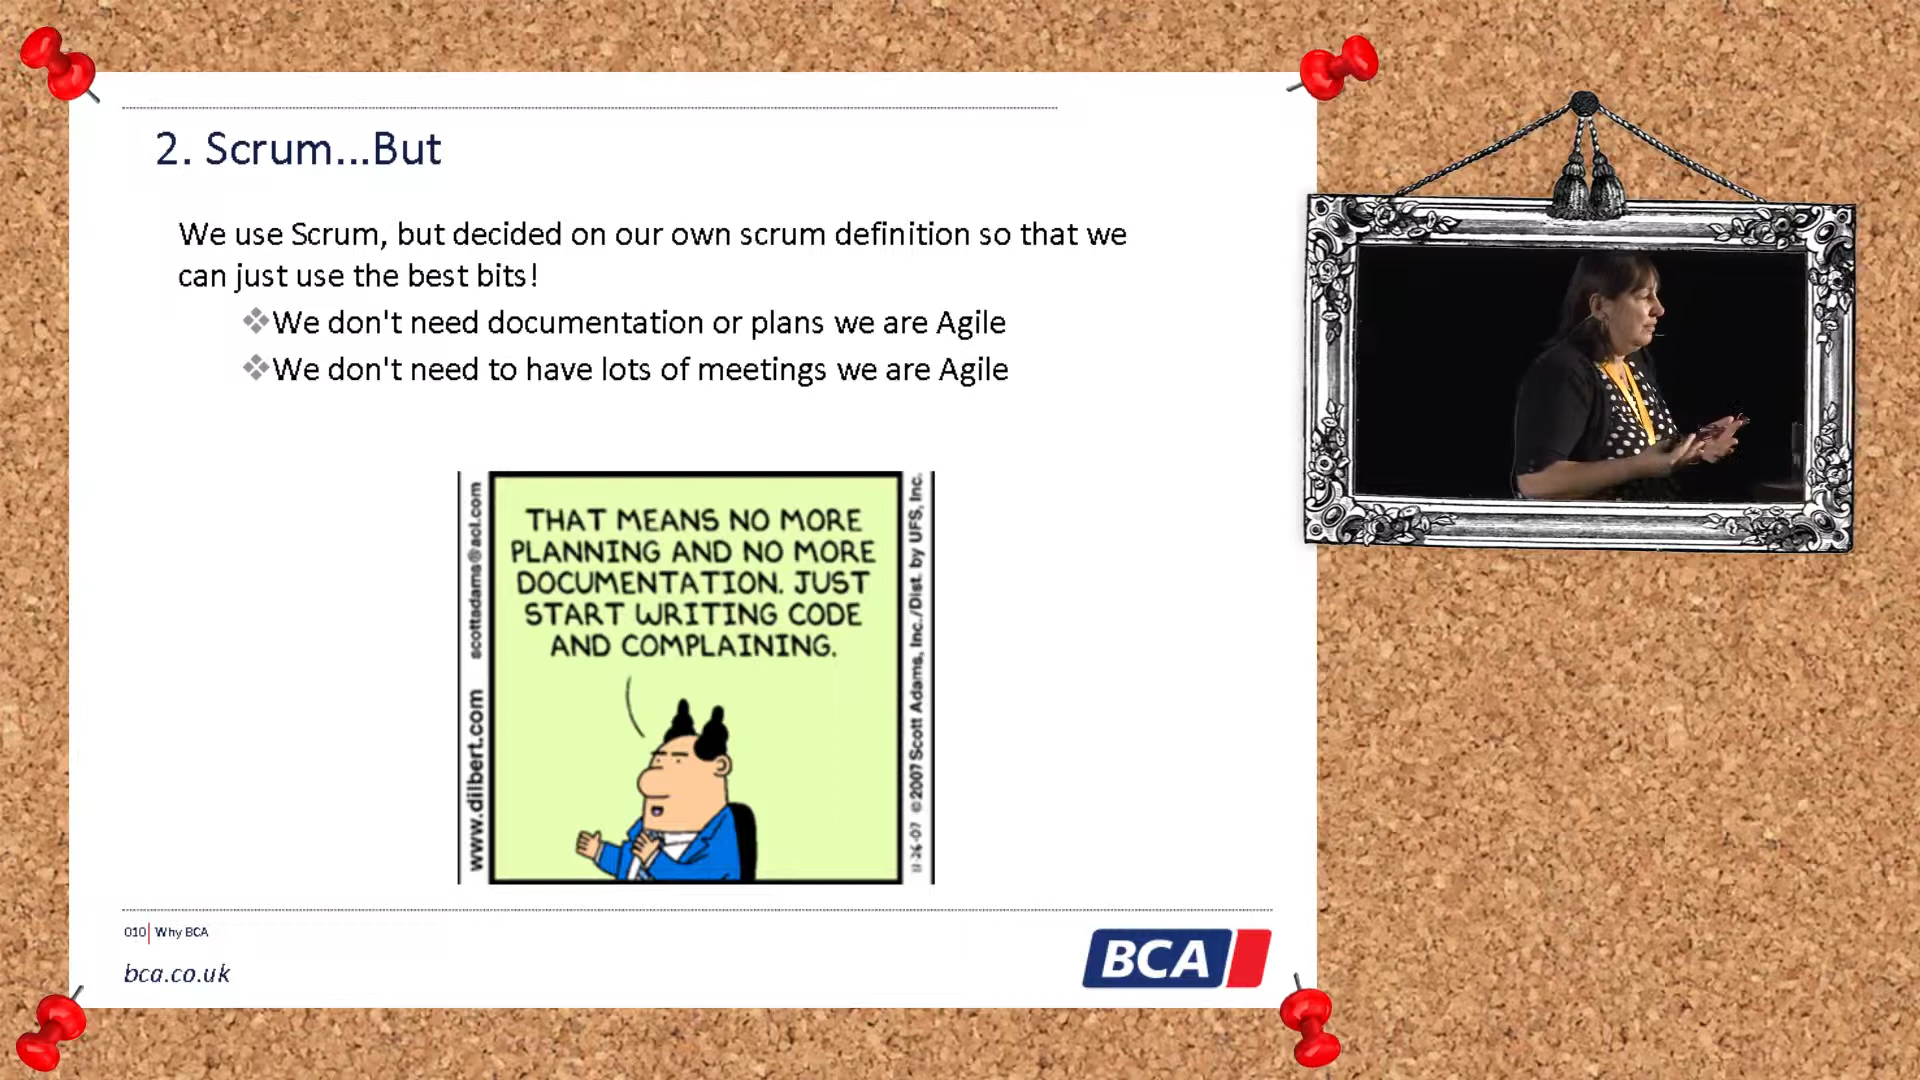 2. Scrum...But
We use Scrum, but decided on our own scrum definition so that we
can just use the best bits!
We don't need documentation or plans we are Agile
We don't need to have lots of meetings we are Agile
www.dilbert.com scottadams@aol.com
THAT MEANS NO MORE
PLANNING AND NO MORE
DOCUMENTATION. JUST
START WRITING CODE
AND COMPLAINING.
11-26-07 ©2007 Scott Adams, Inc./Dist. by UFS, Inc.
010 Why BCA
bca.co.uk
BCA